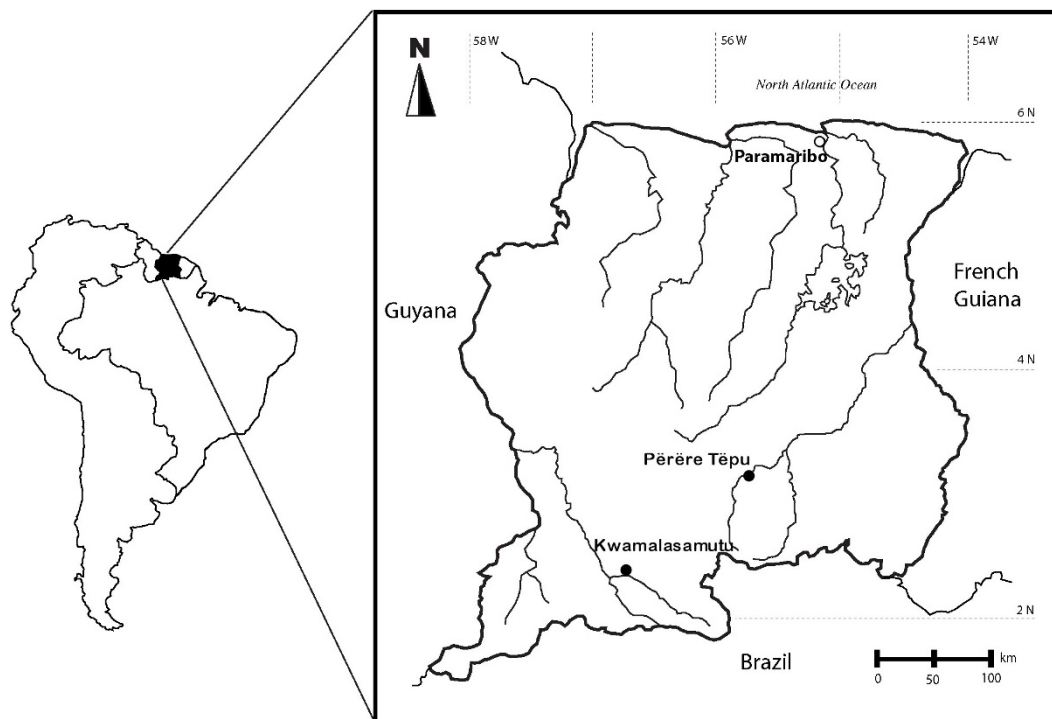 58 W
56 W
54 W
N
North Atlantic Ocean
6 N
Paramaribo
French
Guiana
Guyana
4 N
Përëre Tëpu
Kwamalasamutu
2 N
Brazil
km
0 50 100